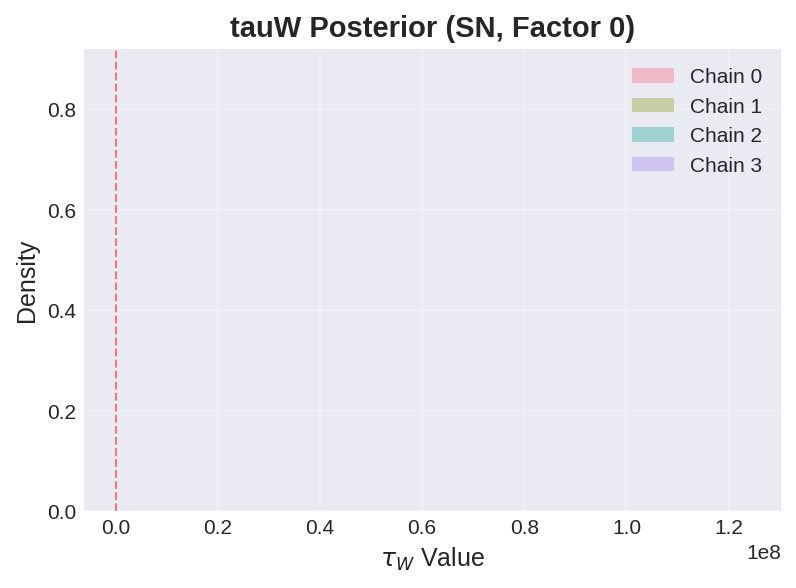 tauW Posterior (SN, Factor 0)
Chain 0
Chain 1
Chain 2
Chain 3
Density
0.8
0.6
0.4
0.2
0.0
0.0 0.2 0.4 0.6 0.8 1.0 1.2
1e8
τ_W Value